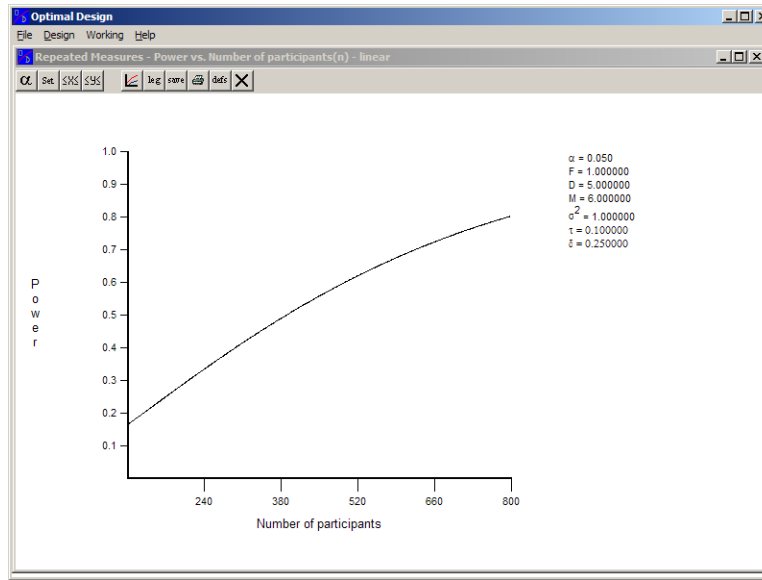 Optimal Design
File Design Working Help
Repeated Measures - Power vs. Number of participants(n) - linear
α Set ≤X≤ ≤Y≤ leg save defs
1.0
0.9
0.8
0.7
0.6
0.5
0.4
0.3
0.2
0.1
Power
240 380 520 660 800
Number of participants
α = 0.050
F = 1.000000
D = 5.000000
M = 6.000000
σ² = 1.000000
τ = 0.100000
δ = 0.250000